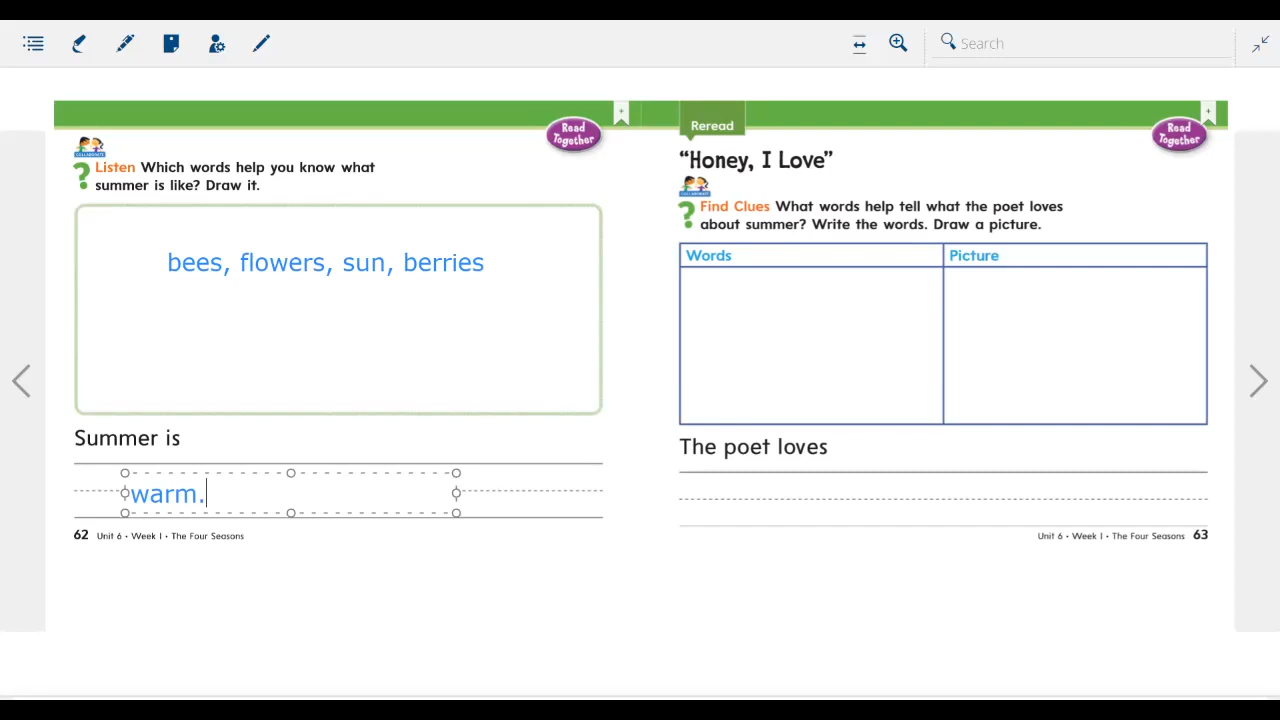 Search
Read
Together
Listen Which words help you know what
summer is like? Draw it.
bees, flowers, sun, berries
Summer is
warm.
62 Unit 6 • Week 1 • The Four Seasons
Reread
Read
Together
“Honey, I Love”
COLLABORATE
Find Clues What words help tell what the poet loves
about summer? Write the words. Draw a picture.
Words Picture
The poet loves
Unit 6 • Week 1 • The Four Seasons 63